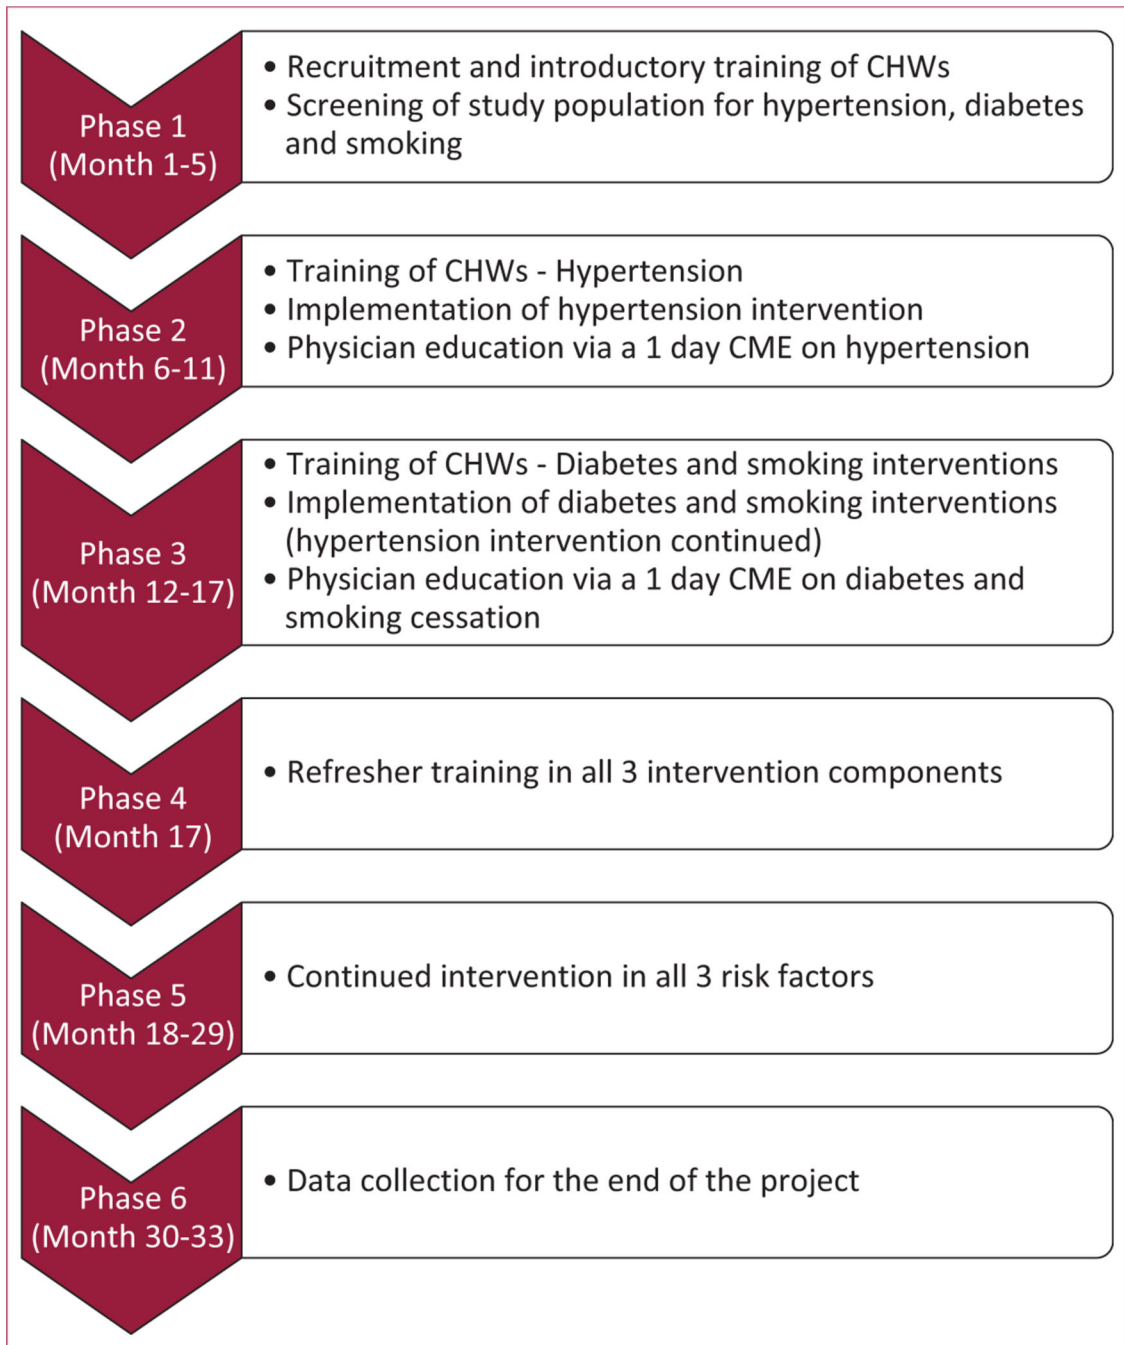 Phase 1
(Month 1-5)
• Recruitment and introductory training of CHWs
• Screening of study population for hypertension, diabetes
and smoking
Phase 2
(Month 6-11)
• Training of CHWs - Hypertension
• Implementation of hypertension intervention
• Physician education via a 1 day CME on hypertension
Phase 3
(Month 12-17)
• Training of CHWs - Diabetes and smoking interventions
• Implementation of diabetes and smoking interventions
(hypertension intervention continued)
• Physician education via a 1 day CME on diabetes and
smoking cessation
Phase 4
(Month 17)
• Refresher training in all 3 intervention components
Phase 5
(Month 18-29)
• Continued intervention in all 3 risk factors
Phase 6
(Month 30-33)
• Data collection for the end of the project